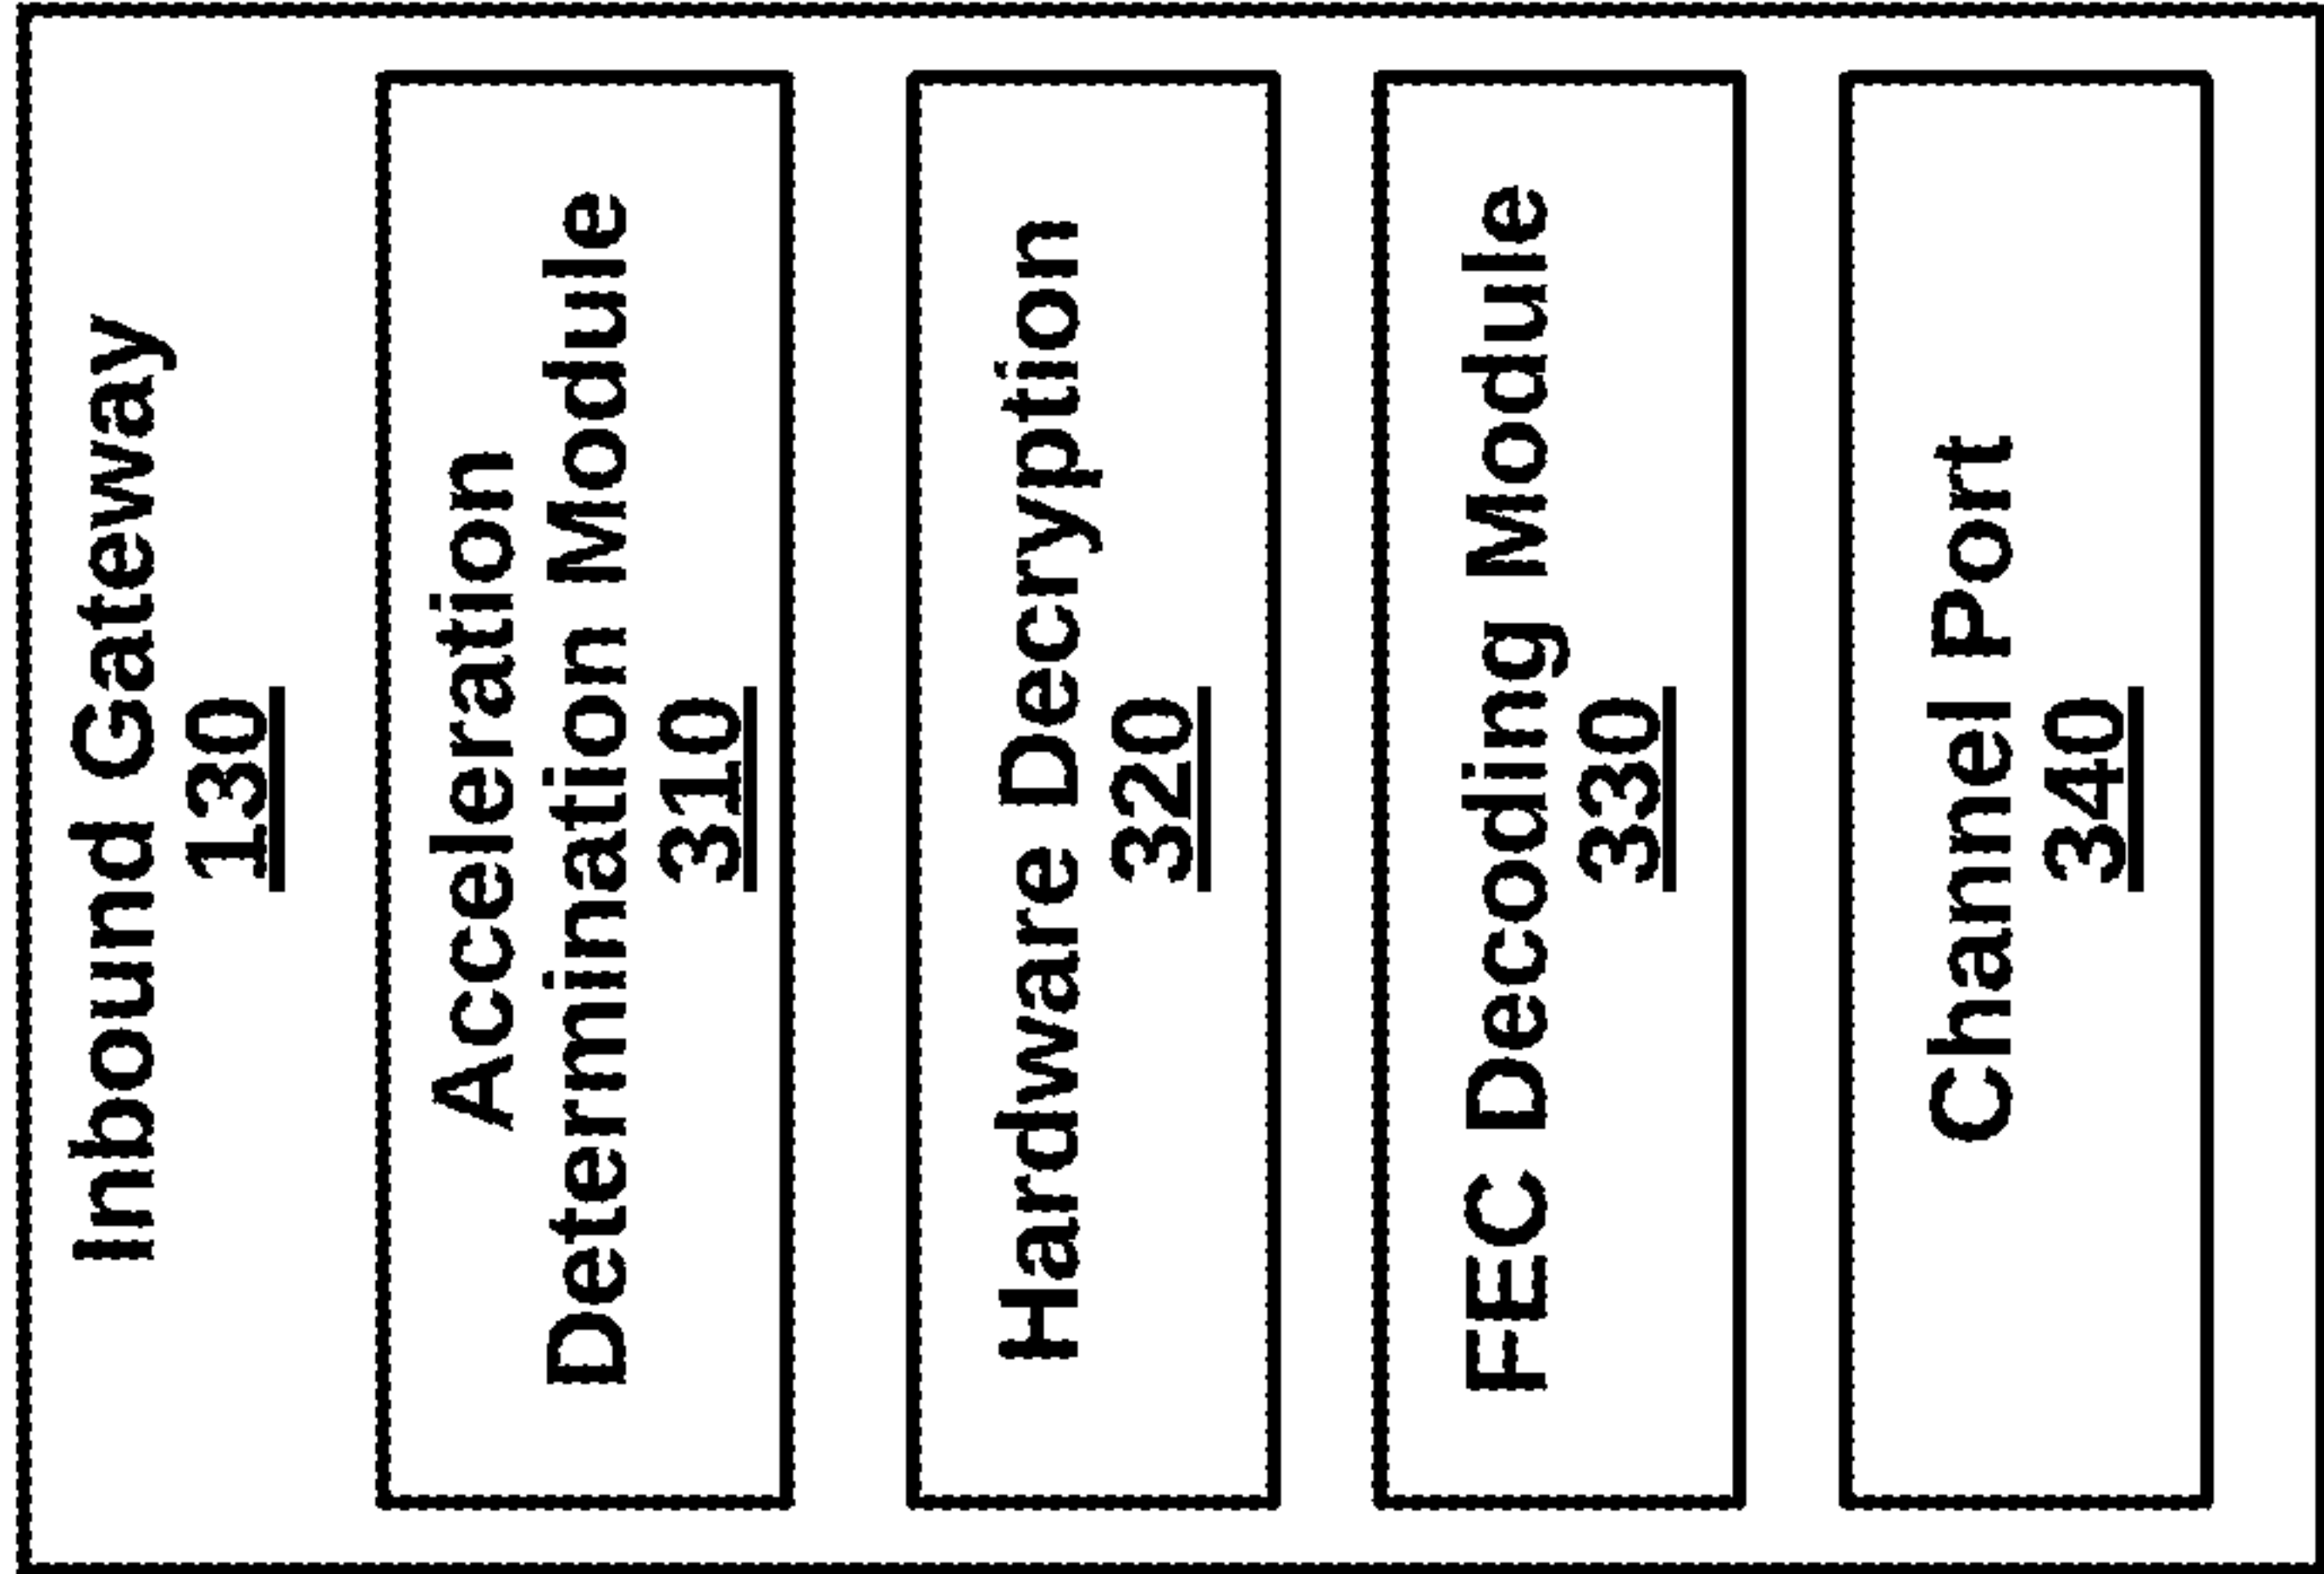 Inbound Gateway
130
Acceleration
Determination Module
310
Hardware Decryption
320
FEC Decoding Module
330
Channel Port
340